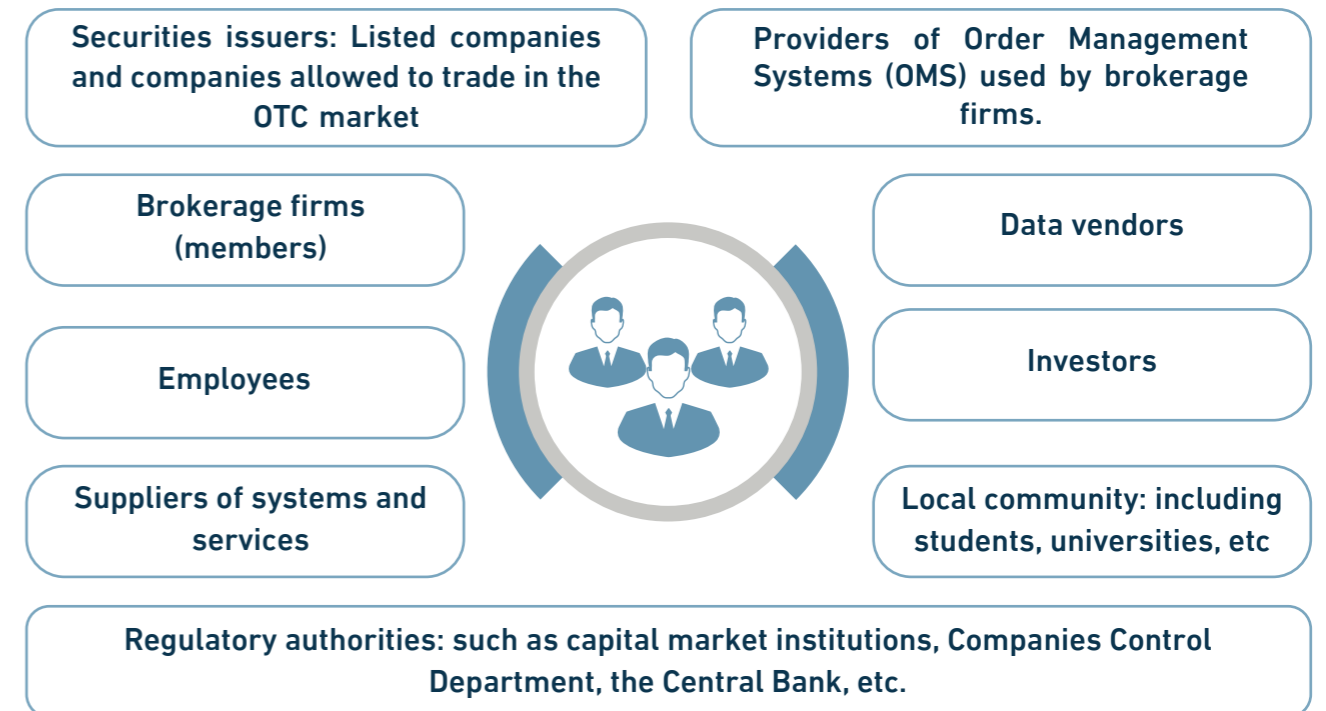 Securities issuers: Listed companies
and companies allowed to trade in the
OTC market
Providers of Order Management
Systems (OMS) used by brokerage
firms.
Brokerage firms
(members)
Data vendors
Employees
Investors
Suppliers of systems and
services
Local community: including
students, universities, etc
Regulatory authorities: such as capital market institutions, Companies Control
Department, the Central Bank, etc.